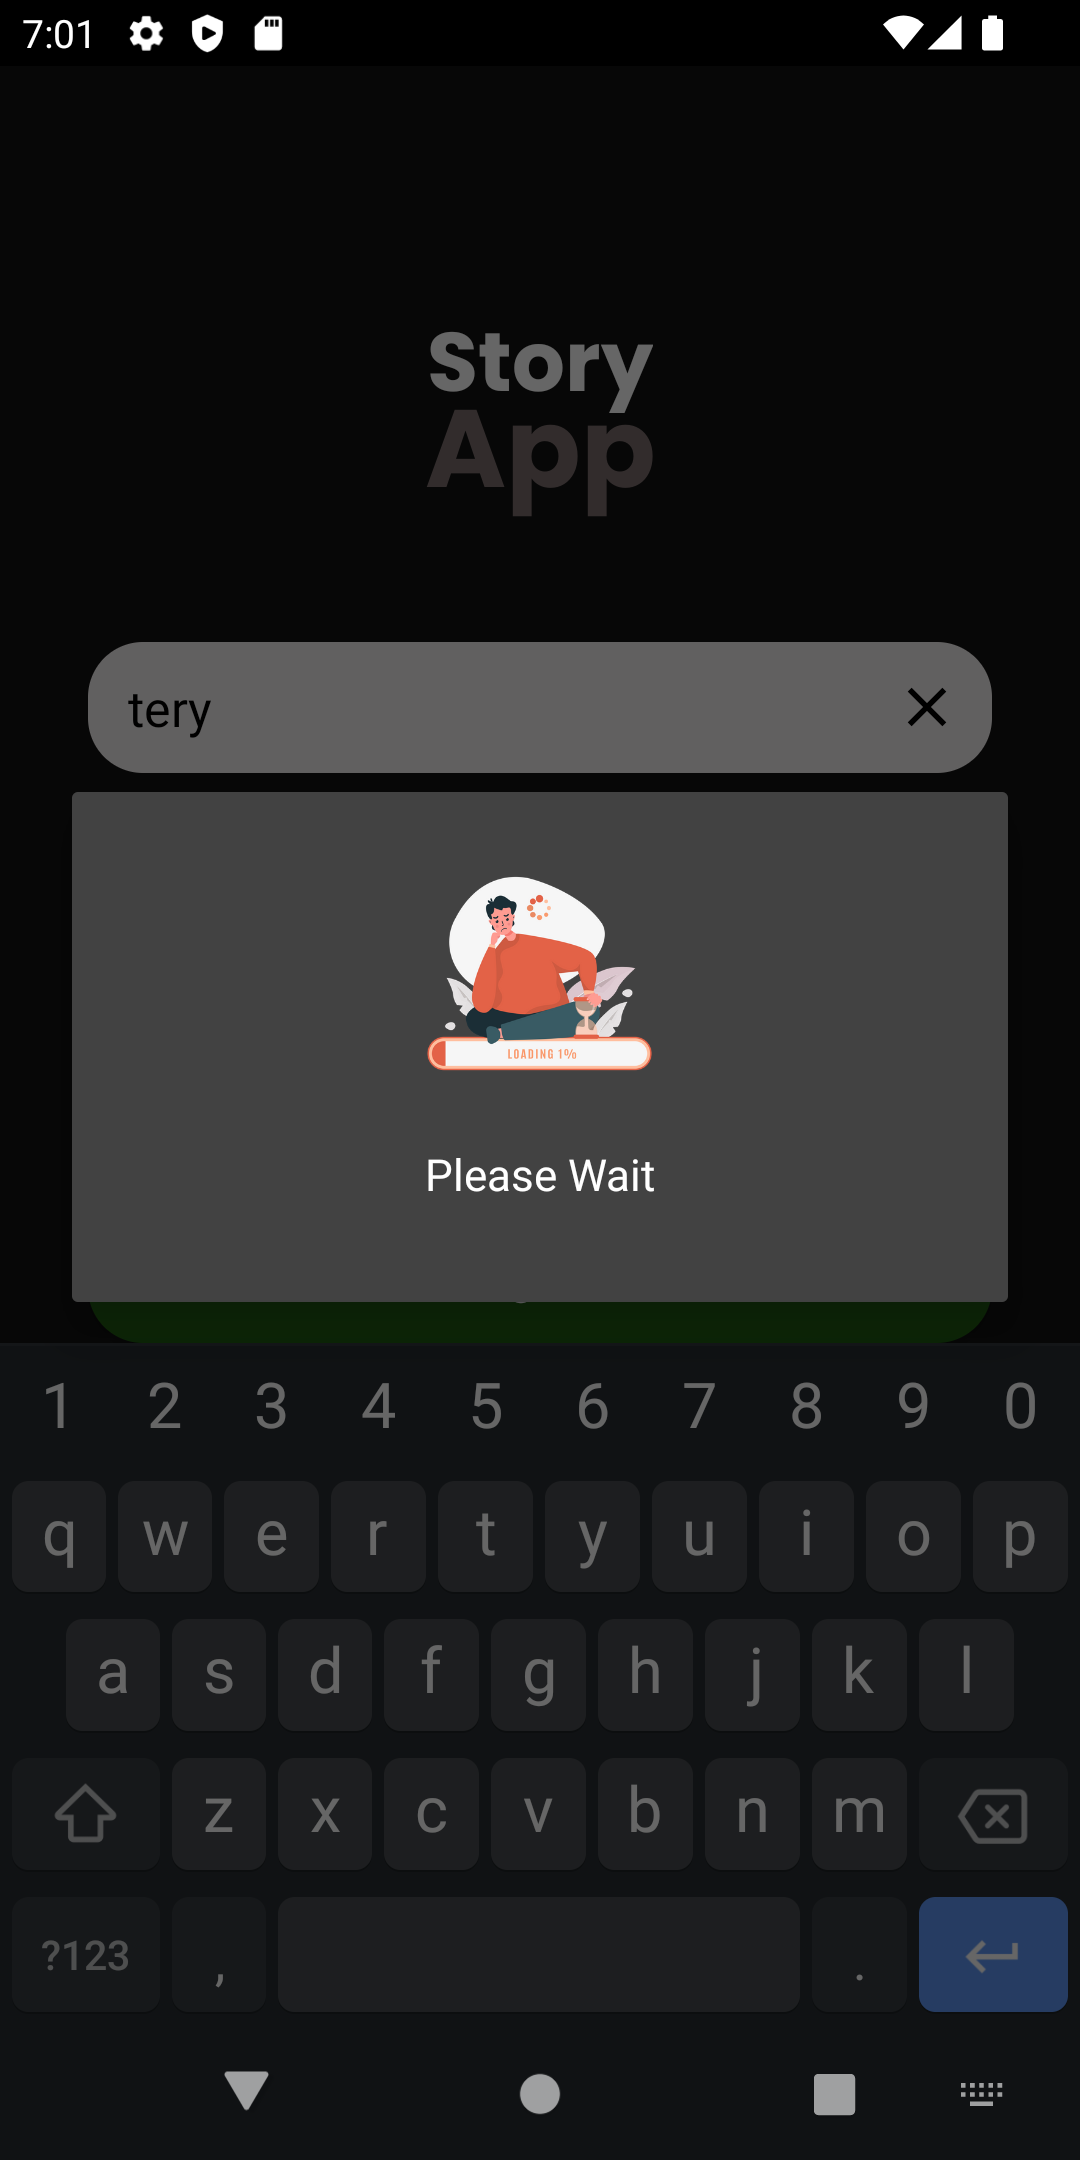 7:01
Story
App
tery
LOADING 1%
Please Wait
1 2 3 4 5 6 7 8 9 0
q w e r t y u i o p
a s d f g h j k l
z x c v b n m
?123 , .